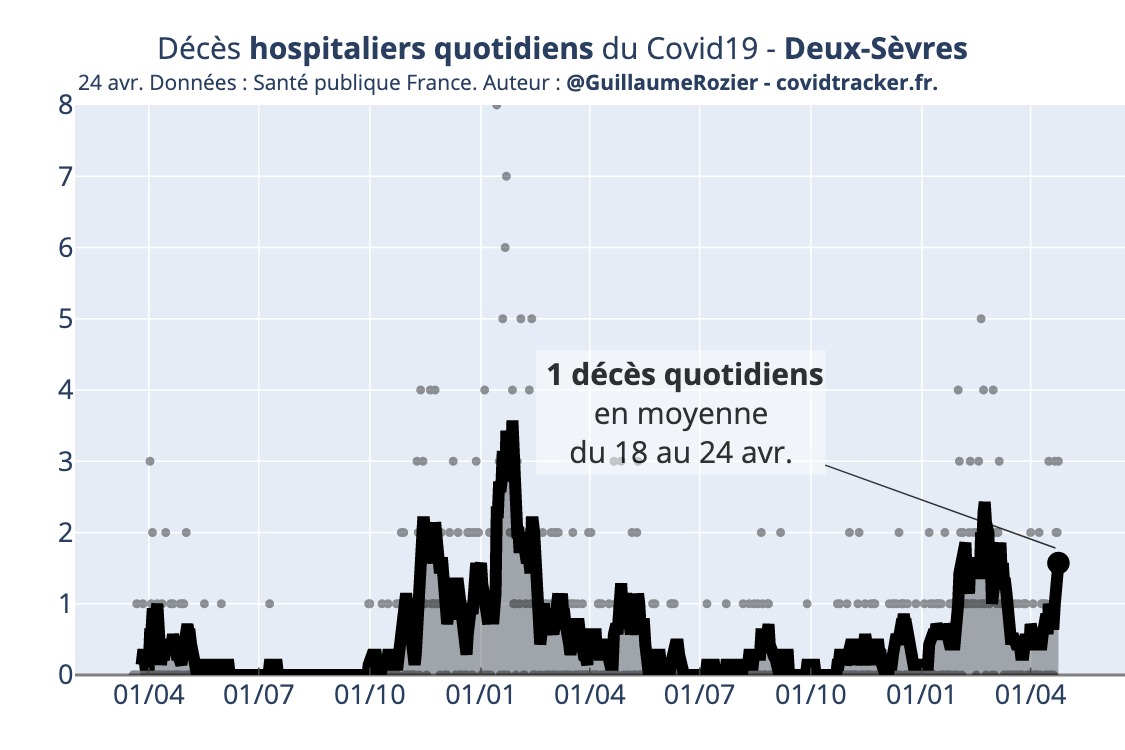 Décès hospitaliers quotidiens du Covid19 - Deux-Sèvres
24 avr. Données : Santé publique France. Auteur : @GuillaumeRozier - covidtracker.fr.
8
7
6
5
4
3
2
1
0
1 décès quotidiens
en moyenne
du 18 au 24 avr.
01/04 01/07 01/10 01/01 01/04 01/07 01/10 01/01 01/04